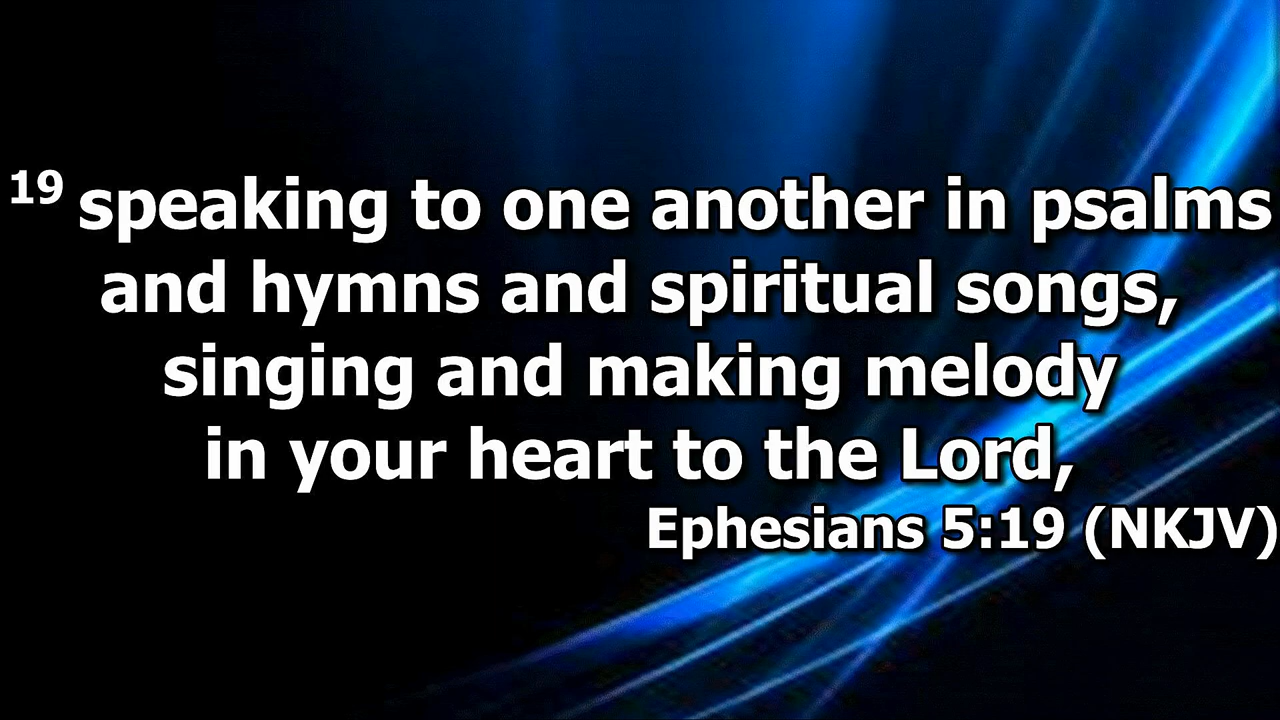 19 speaking to one another in psalms
and hymns and spiritual songs,
singing and making melody
in your heart to the Lord,
Ephesians 5:19 (NKJV)